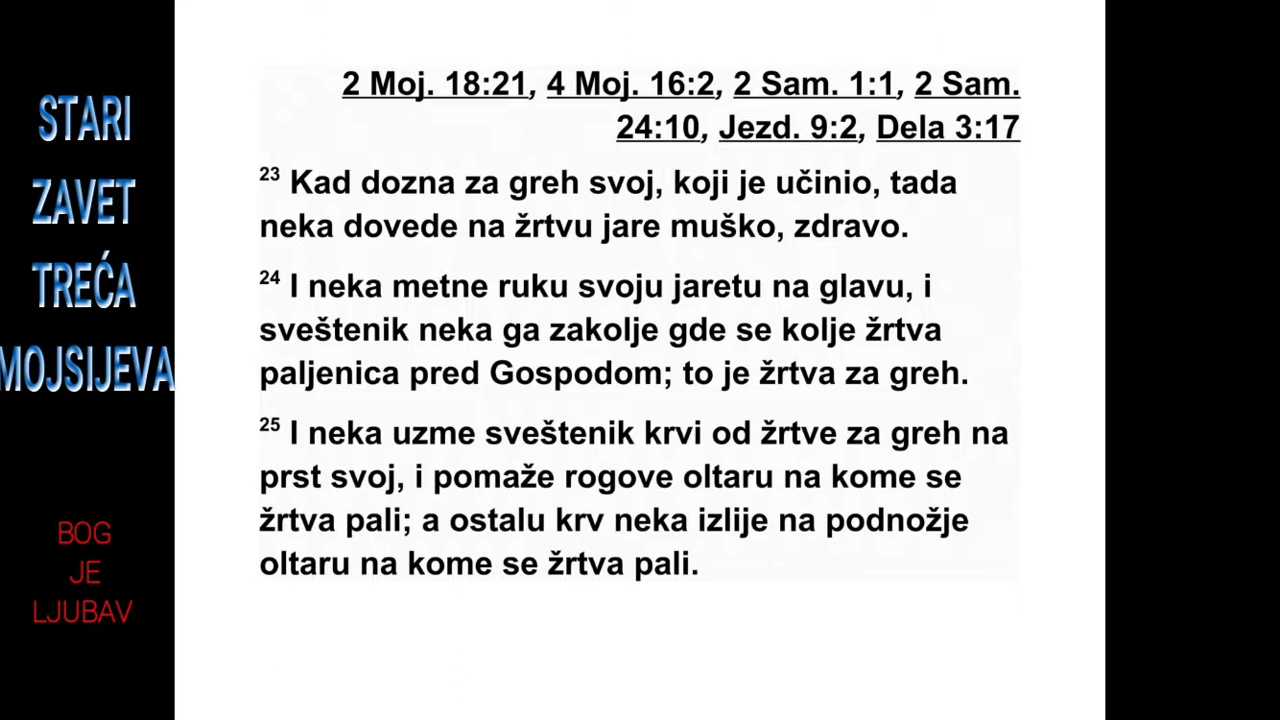 STARI
ZAVET
TREĆA
MOJSIJEVA
BOG
JE
LJUBAV
2 Moj. 18:21, 4 Moj. 16:2, 2 Sam. 1:1, 2 Sam.
24:10, Jezd. 9:2, Dela 3:17
23 Kad dozna za greh svoj, koji je učinio, tada
neka dovede na žrtvu jare muško, zdravo.
24 I neka metne ruku svoju jaretu na glavu, i
sveštenik neka ga zakolje gde se kolje žrtva
paljenica pred Gospodom; to je žrtva za greh.
25 I neka uzme sveštenik krvi od žrtve za greh na
prst svoj, i pomaže rogove oltaru na kome se
žrtva pali; a ostalu krv neka izlije na podnožje
oltaru na kome se žrtva pali.